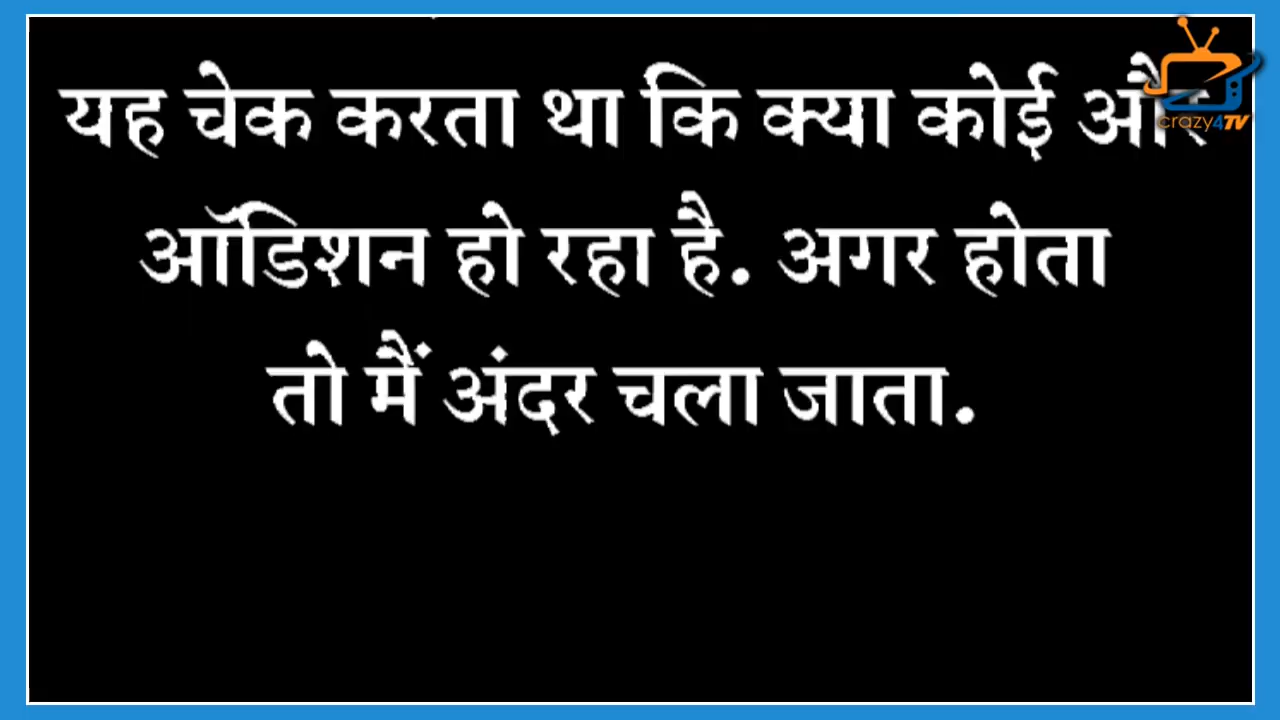 यह चेक करता था कि क्या कोई और
ऑडिशन हो रहा है. अगर होता
तो मैं अंदर चला जाता.
crazy4TV